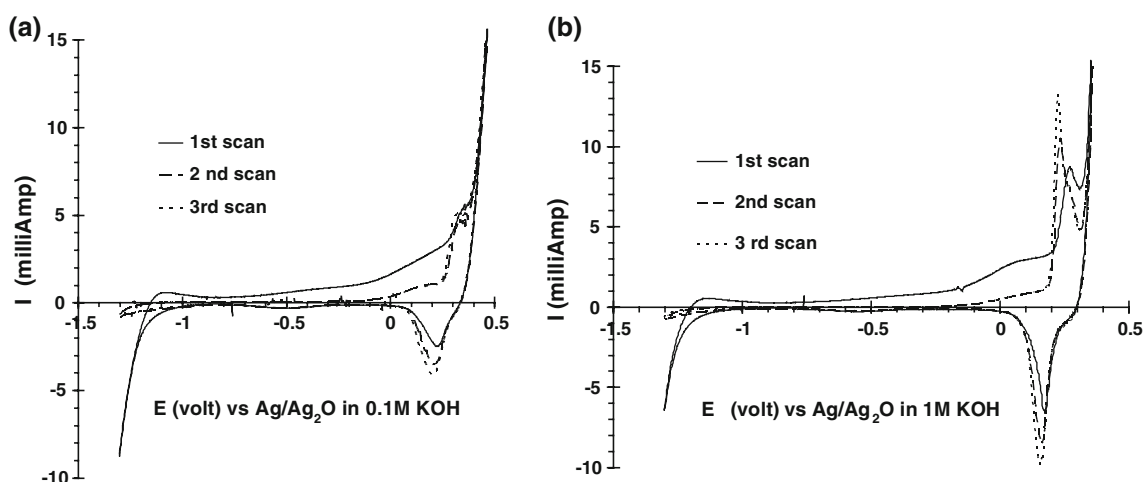 (a)
15
10
5
0
-5
-10
-1.5
-1
-0.5
0
0.5
I (milliAmp)
1st scan
2 nd scan
3rd scan
E (volt) vs Ag/Ag2O in 0.1M KOH
(b)
15
10
5
0
-5
-10
-1.5
-1
-0.5
0
0.5
I (milliAmp)
1st scan
2nd scan
3 rd scan
E (volt) vs Ag/Ag2O in 1M KOH